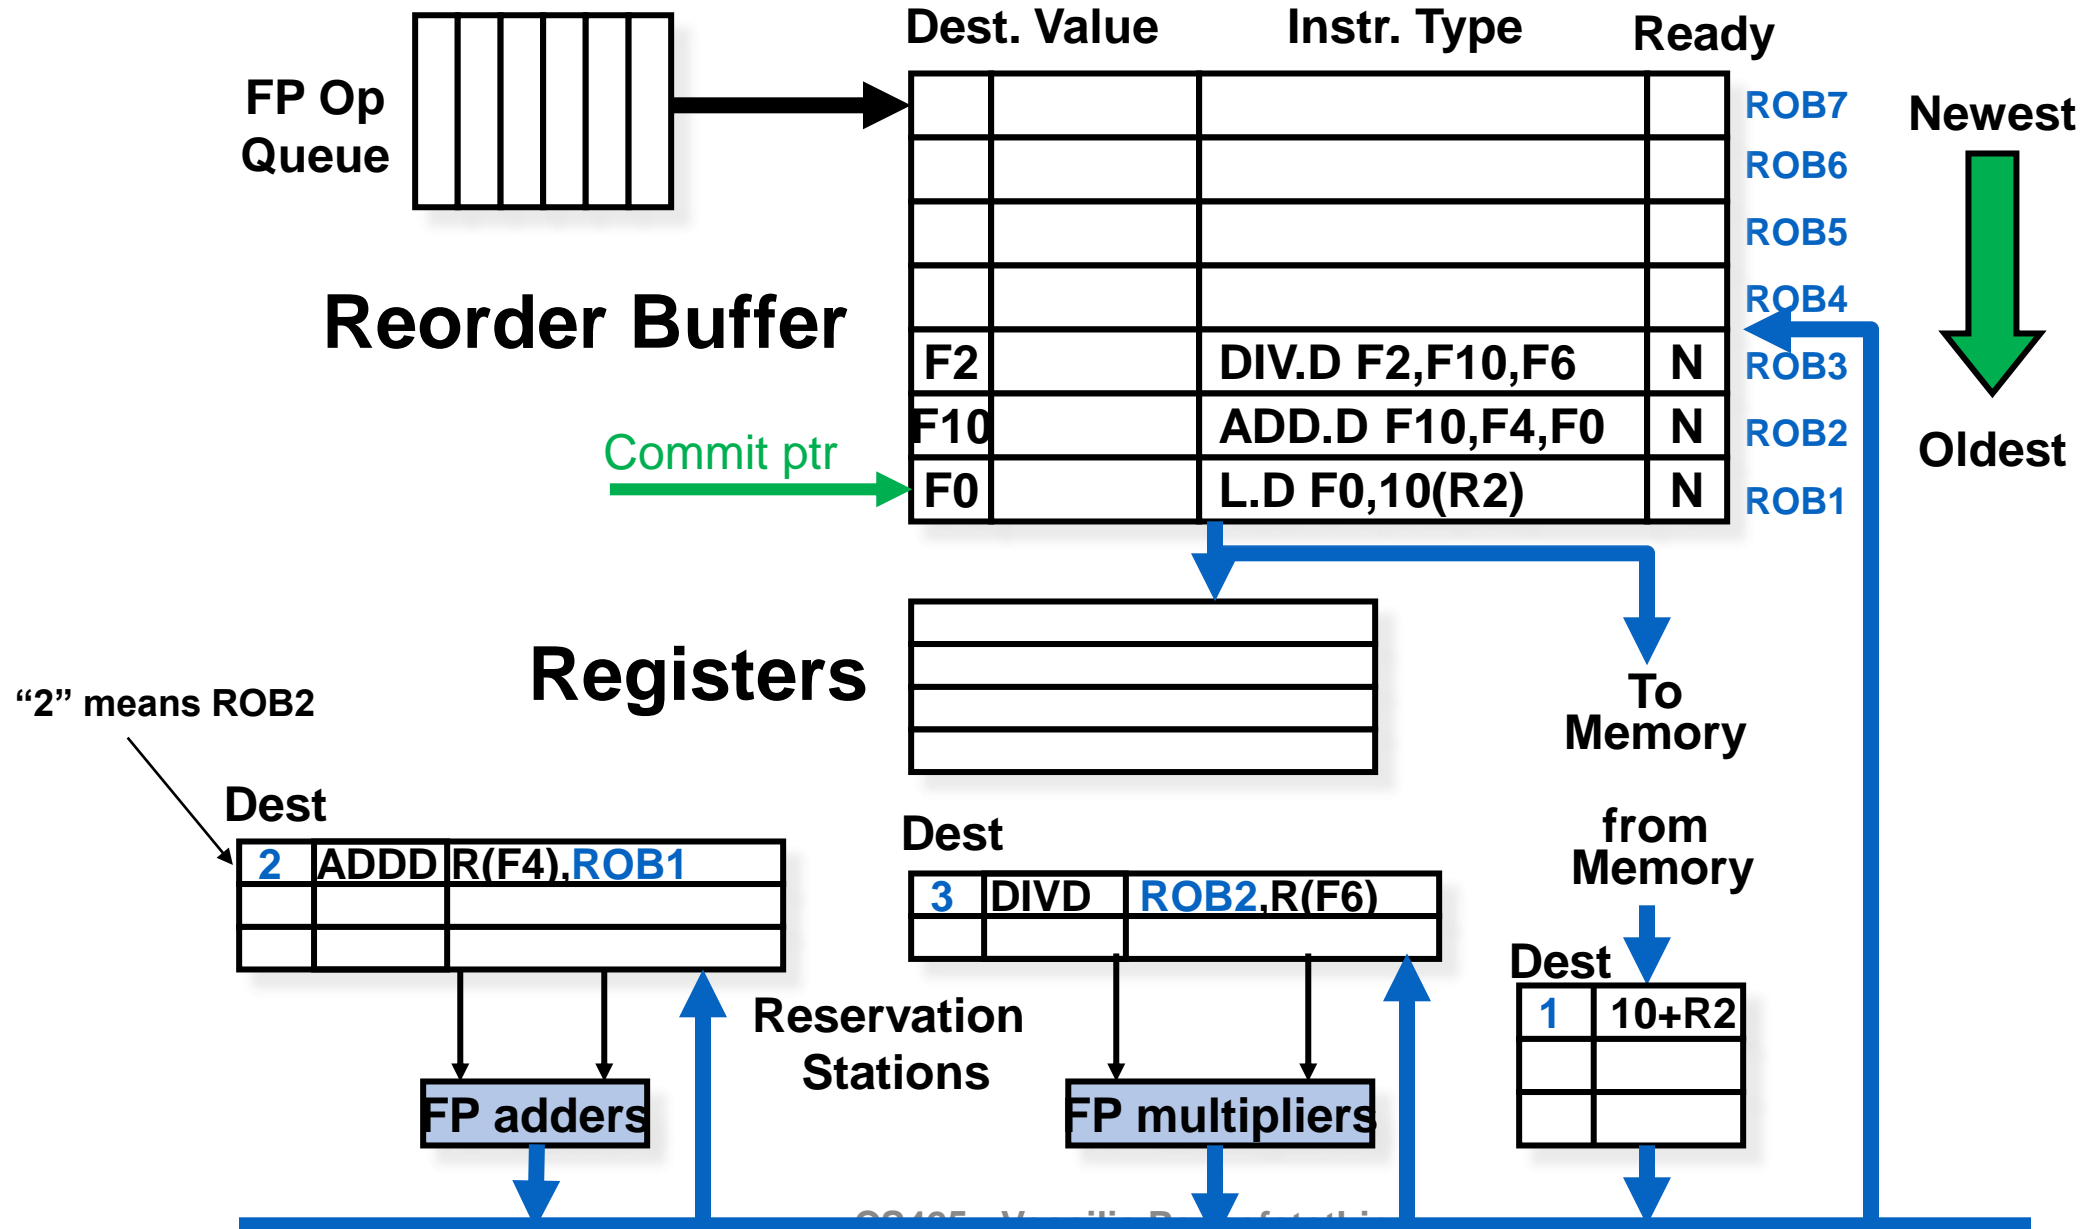 Dest. Value Instr. Type Ready
FP Op
Queue
ROB7
ROB6
ROB5
ROB4
Newest
Oldest
Reorder Buffer
F2 DIV.D F2,F10,F6 N ROB3
F10 ADD.D F10,F4,F0 N ROB2
Commit ptr
F0 L.D F0,10(R2) N ROB1
Registers
To
Memory
“2” means ROB2
Dest
2 ADDD R(F4),ROB1
Dest
3 DIVD ROB2,R(F6)
from
Memory
Dest
1 10+R2
Reservation
Stations
FP adders
FP multipliers